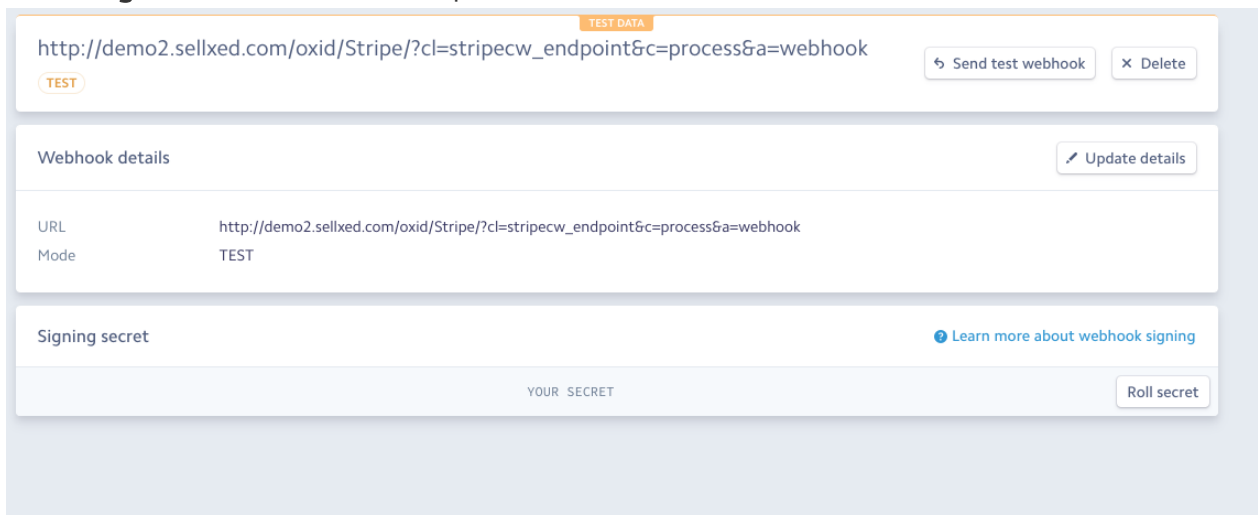 TEST DATA
http://demo2.sellxed.com/oxid/Stripe/?cl=stripecw_endpoint&c=process&a=webhook
Send test webhook
Delete
TEST
Webhook details
Update details
URL http://demo2.sellxed.com/oxid/Stripe/?cl=stripecw_endpoint&c=process&a=webhook
Mode TEST
Signing secret
Learn more about webhook signing
YOUR SECRET
Roll secret